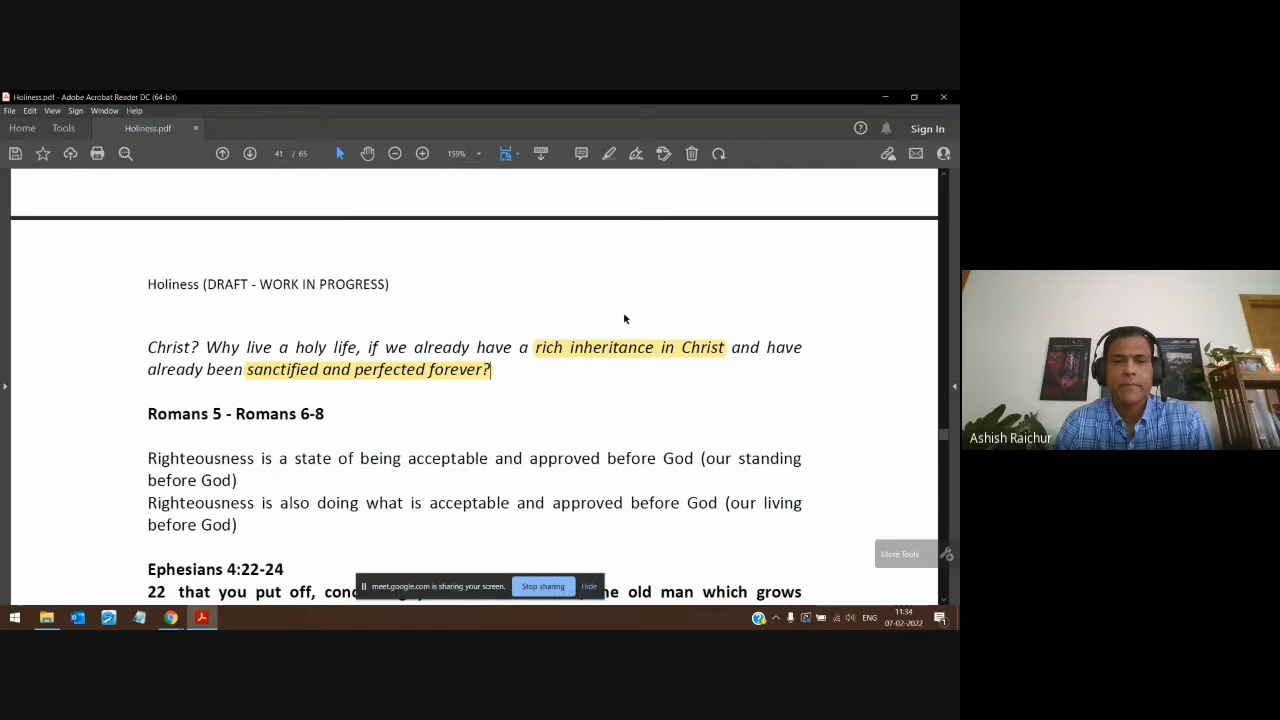 Holiness.pdf - Adobe Acrobat Reader DC (64-bit)
File Edit View Sign Window Help
Home Tools Holiness.pdf × Sign In
41 / 65 159%
Holiness (DRAFT - WORK IN PROGRESS)
Christ? Why live a holy life, if we already have a rich inheritance in Christ and have
already been sanctified and perfected forever?
Romans 5 - Romans 6-8
Righteousness is a state of being acceptable and approved before God (our standing
before God)
Righteousness is also doing what is acceptable and approved before God (our living
before God)
Ephesians 4:22-24
22 that you put off, old man which grows
More Tools
meet.google.com is sharing your screen. Stop sharing Hide
ENG
11:34
07-02-2022
Ashish Raichur